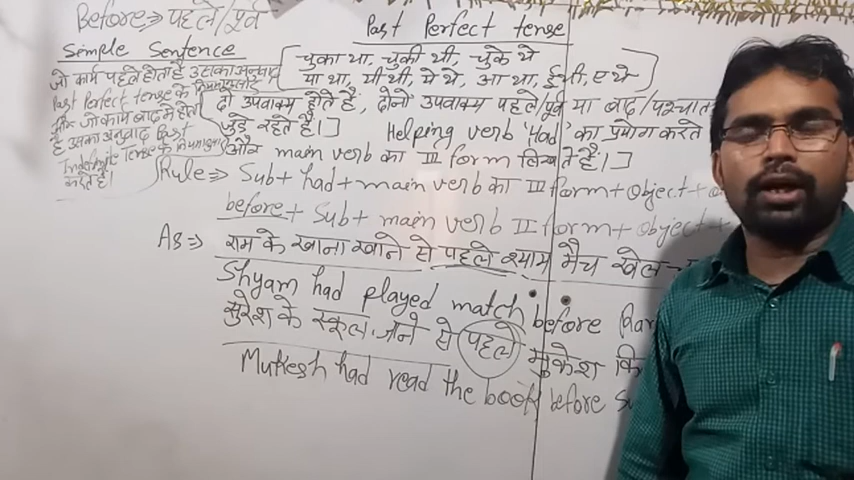 Before⇒ पहले/पूर्व
Past Perfect tense
Simple Sentence
जो कार्य पहले होता है उसका अनुवाद
Past Perfect tense के नियमानुसार
और जो कार्य बाद में होता
है उसका अनुवाद Past
Indefinite Tense के नियमानुसार
करते हैं।
चुका था, चुकी थी, चुके थे
या था, यी थी, ये थे, आ था, ई थी, ए थे
दो उपवाक्य होते हैं, दोनों उपवाक्य पहले/पूर्व या बाद/पश्चात
जुड़े रहते हैं।] Helping verb 'Had' का प्रयोग करते
और main verb का III form लिखते हैं।]
Rule⇒ Sub+ had+main verb का III form+object+
before+ Sub+ main verb II form+ object+
As⇒ राम के खाना खाने से पहले श्याम मैच खेल
Shyam had played match before
सुरेश के स्कूल जाने से पहले मुकेश
Mukesh had read the book before